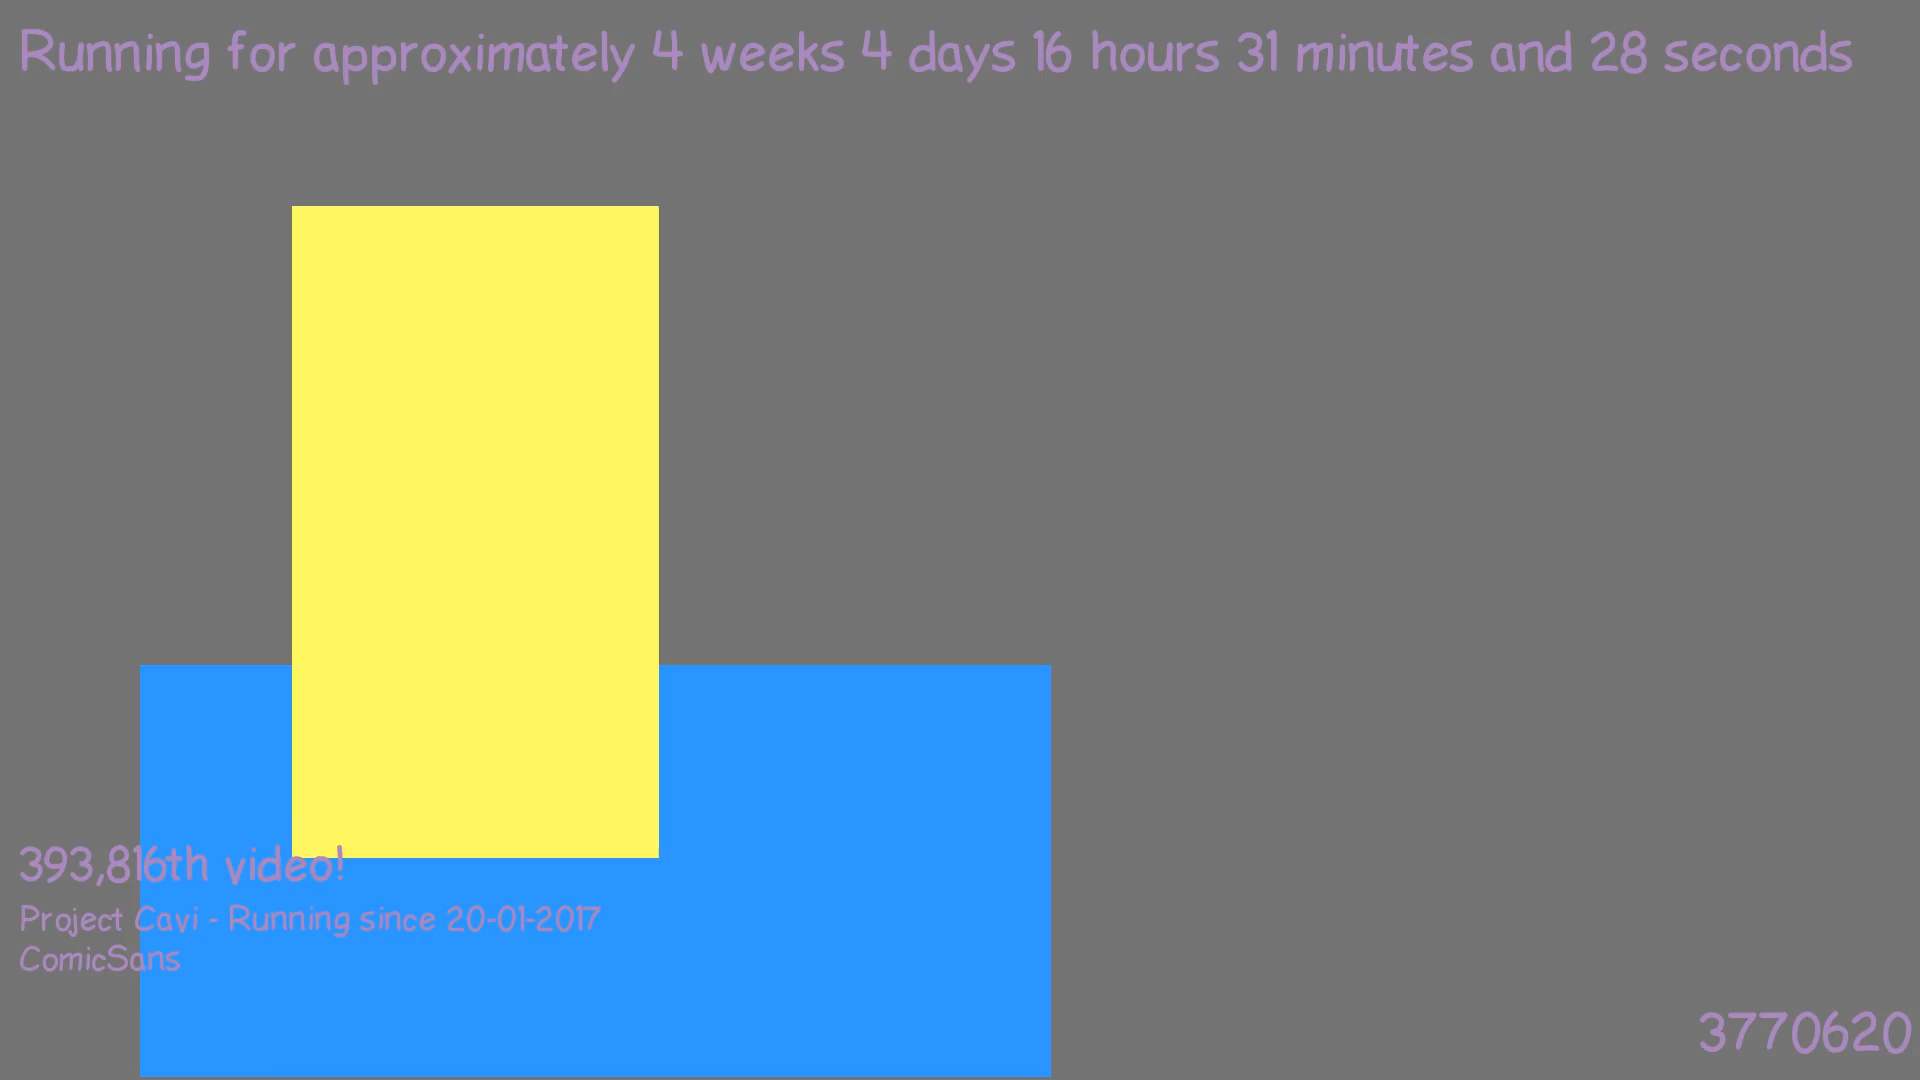 Running for approximately 4 weeks 4 days 16 hours 31 minutes and 28 seconds
393,816th video!
Project Cavi - Running since 20-01-2017
ComicSans
3770620